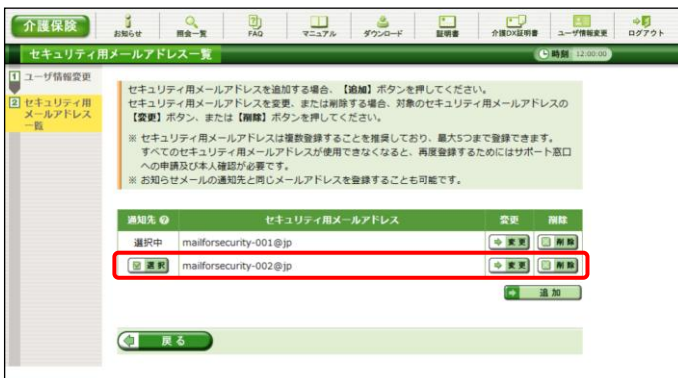 介護保険
お知らせ
照会一覧
FAQ
マニュアル
ダウンロード
証明書
介護DX証明書
ユーザ情報変更
ログアウト
セキュリティ用メールアドレス一覧
時刻 12:00:00
1 ユーザ情報変更
2 セキュリティ用
メールアドレス
一覧
セキュリティ用メールアドレスを追加する場合、【追加】ボタンを押してください。
セキュリティ用メールアドレスを変更、または削除する場合、対象のセキュリティ用メールアドレスの
【変更】ボタン、または【削除】ボタンを押してください。
※ セキュリティ用メールアドレスは複数登録することを推奨しており、最大5つまで登録できます。
すべてのセキュリティ用メールアドレスが使用できなくなると、再度登録するためにはサポート窓口
への申請及び本人確認が必要です。
※ お知らせメールの通知先と同じメールアドレスを登録することも可能です。
通知先 ? セキュリティ用メールアドレス 変更 削除
選択中 mailforsecurity-001@jp 変更 削除
選択 mailforsecurity-002@jp 変更 削除
追加
戻る